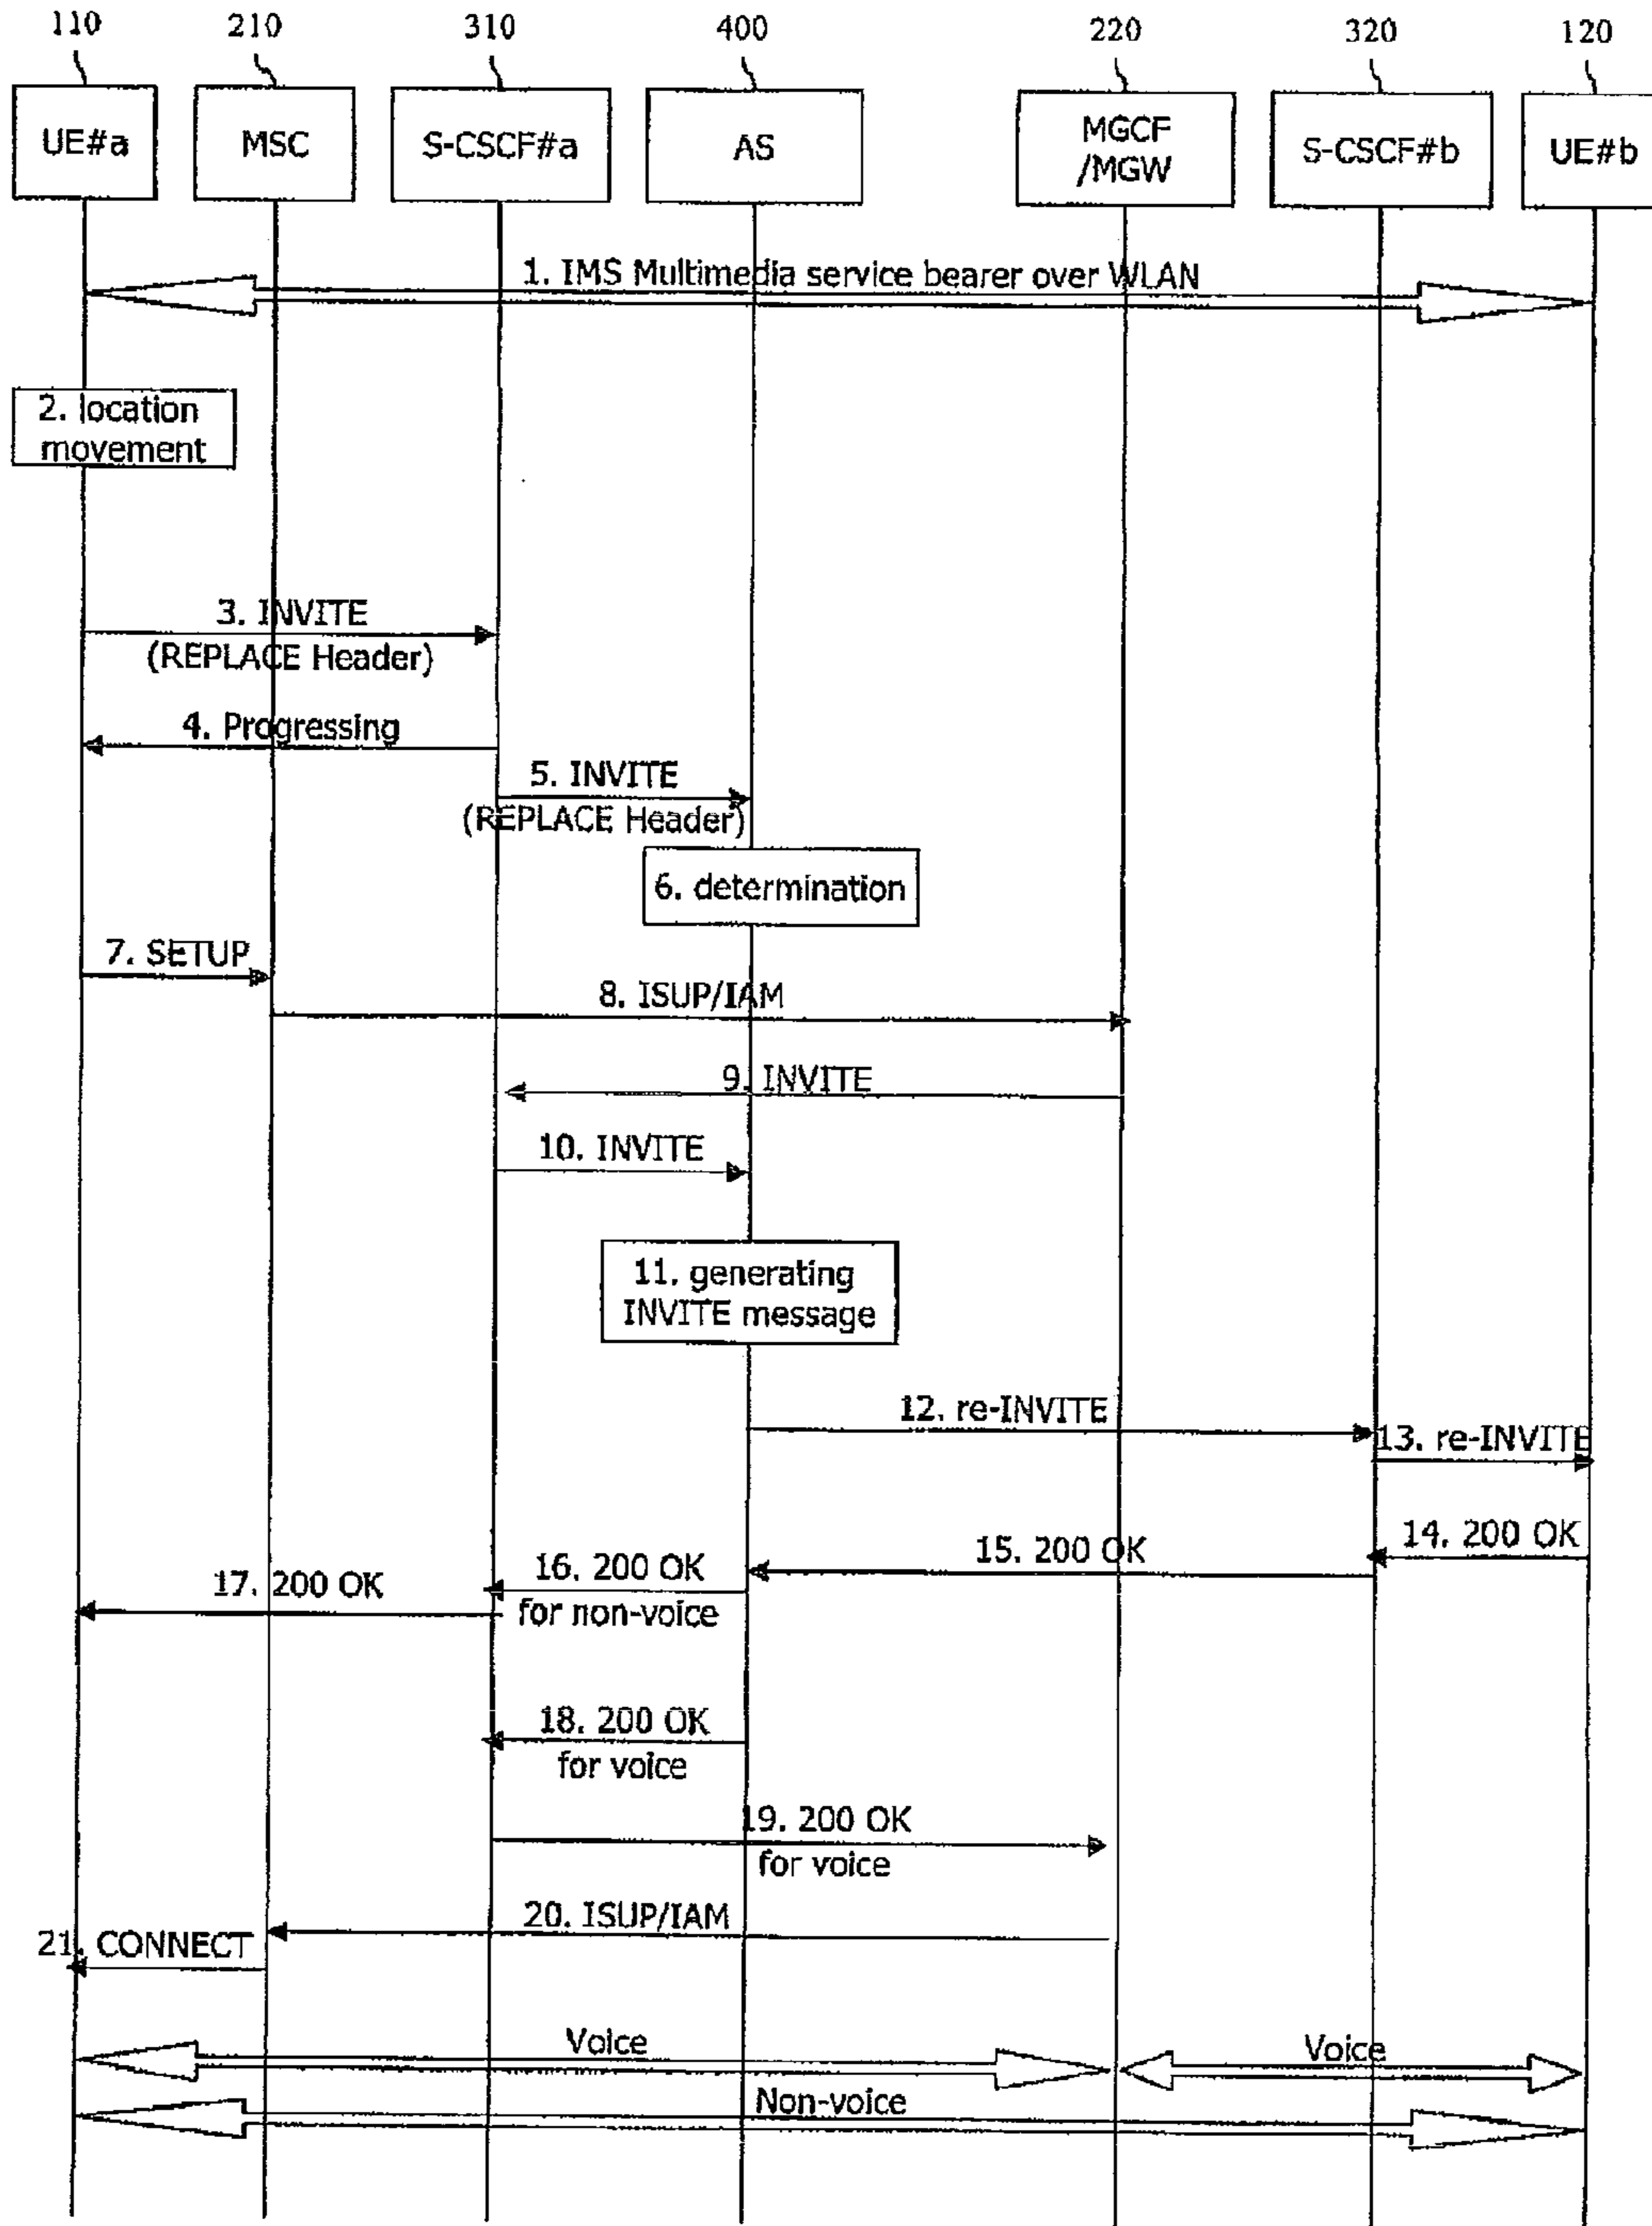 110
210
310
400
220
320
120
UE#a
MSC
S-CSCF#a
AS
MGCF
/MGW
S-CSCF#b
UE#b
1. IMS Multimedia service bearer over WLAN
2. location
movement
3. INVITE
(REPLACE Header)
4. Progressing
5. INVITE
(REPLACE Header)
6. determination
7. SETUP
8. ISUP/IAM
9. INVITE
10. INVITE
11. generating
INVITE message
12. re-INVITE
13. re-INVITE
14. 200 OK
15. 200 OK
16. 200 OK
for non-voice
17. 200 OK
18. 200 OK
for voice
19. 200 OK
for voice
20. ISUP/IAM
21. CONNECT
Voice
Voice
Non-voice